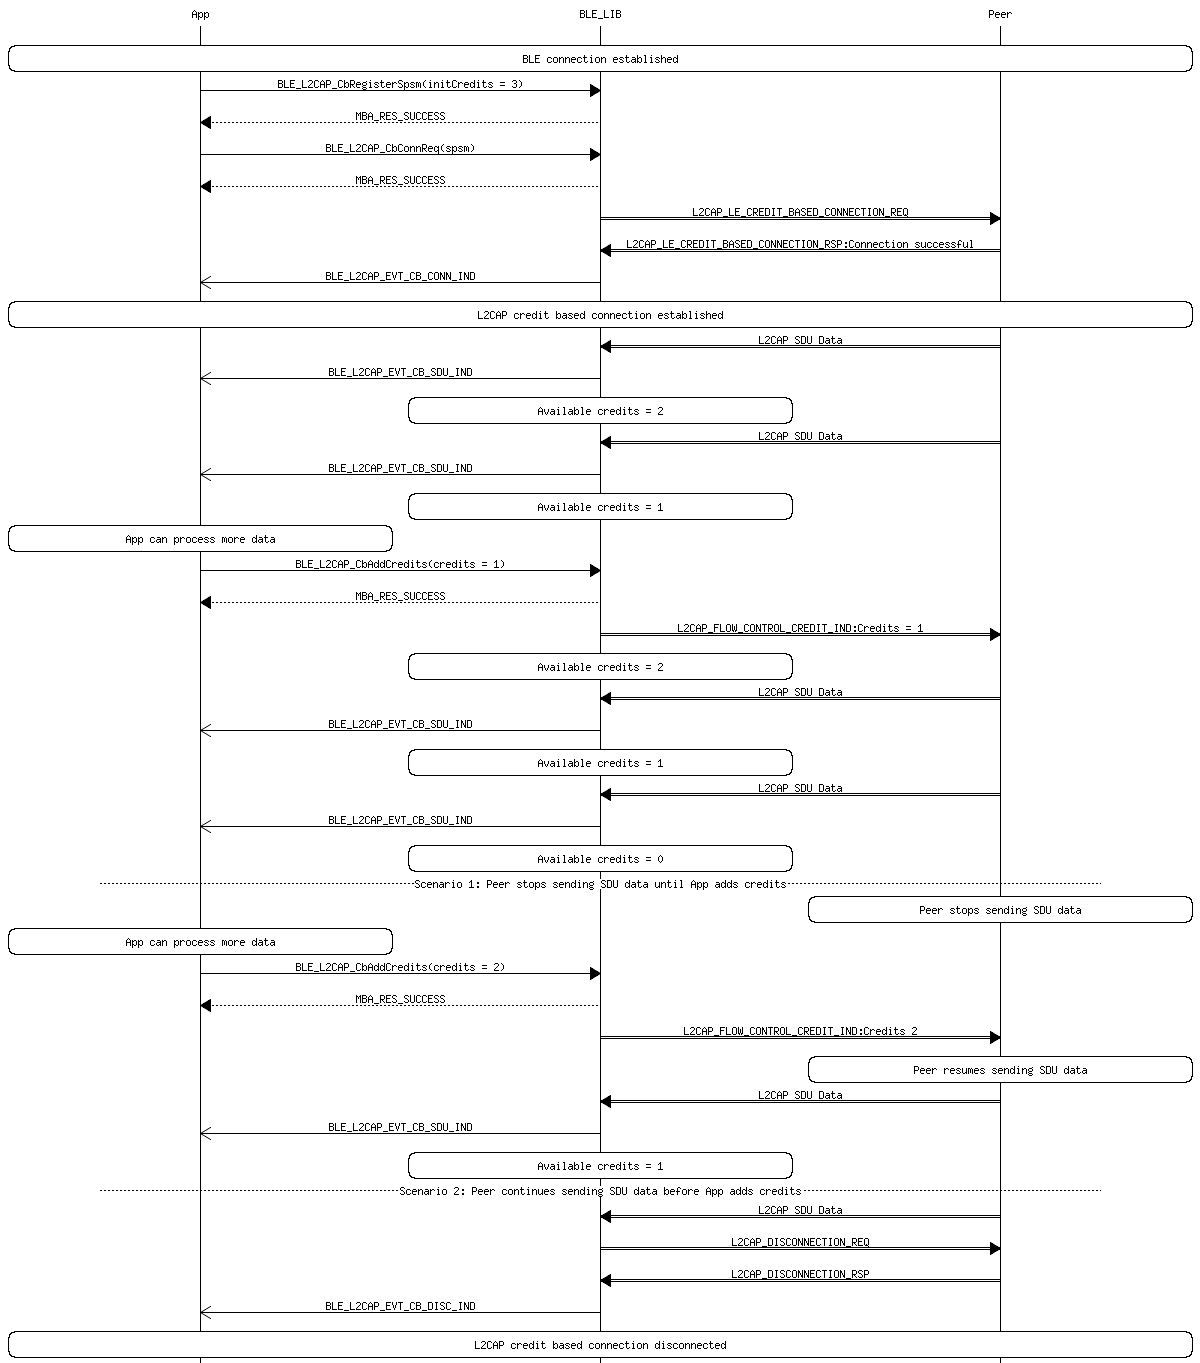 App
BLE_LIB
Peer
BLE connection established
BLE_L2CAP_CbRegisterSpsm(initCredits = 3)
MBA_RES_SUCCESS
BLE_L2CAP_CbConnReq(spsm)
MBA_RES_SUCCESS
L2CAP_LE_CREDIT_BASED_CONNECTION_REQ
L2CAP_LE_CREDIT_BASED_CONNECTION_RSP:Connection successful
BLE_L2CAP_EVT_CB_CONN_IND
L2CAP credit based connection established
L2CAP SDU Data
BLE_L2CAP_EVT_CB_SDU_IND
Available credits = 2
L2CAP SDU Data
BLE_L2CAP_EVT_CB_SDU_IND
Available credits = 1
App can process more data
BLE_L2CAP_CbAddCredits(credits = 1)
MBA_RES_SUCCESS
L2CAP_FLOW_CONTROL_CREDIT_IND:Credits = 1
Available credits = 2
L2CAP SDU Data
BLE_L2CAP_EVT_CB_SDU_IND
Available credits = 1
L2CAP SDU Data
BLE_L2CAP_EVT_CB_SDU_IND
Available credits = 0
Scenario 1: Peer stops sending SDU data until App adds credits
Peer stops sending SDU data
App can process more data
BLE_L2CAP_CbAddCredits(credits = 2)
MBA_RES_SUCCESS
L2CAP_FLOW_CONTROL_CREDIT_IND:Credits 2
Peer resumes sending SDU data
L2CAP SDU Data
BLE_L2CAP_EVT_CB_SDU_IND
Available credits = 1
Scenario 2: Peer continues sending SDU data before App adds credits
L2CAP SDU Data
L2CAP_DISCONNECTION_REQ
L2CAP_DISCONNECTION_RSP
BLE_L2CAP_EVT_CB_DISC_IND
L2CAP credit based connection disconnected